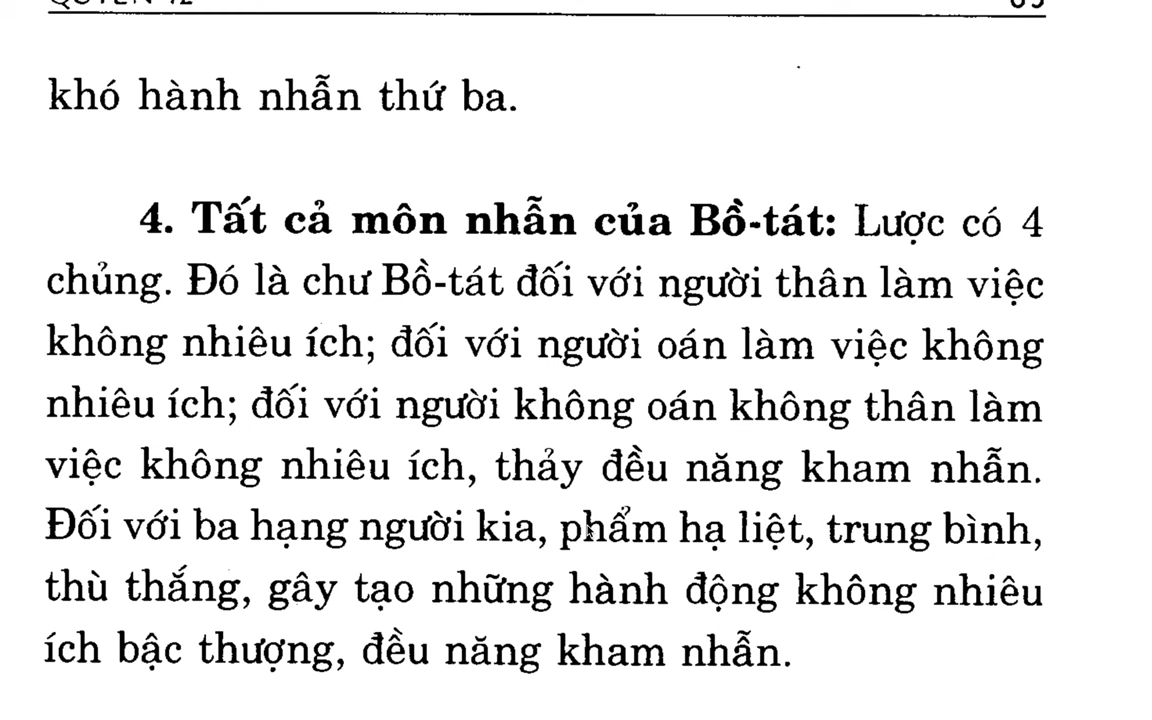 khó hành nhẫn thứ ba.
4. Tất cả môn nhẫn của Bồ-tát: Lược có 4
chủng. Đó là chư Bồ-tát đối với người thân làm việc
không nhiêu ích; đối với người oán làm việc không
nhiêu ích; đối với người không oán không thân làm
việc không nhiêu ích, thảy đều năng kham nhẫn.
Đối với ba hạng người kia, phẩm hạ liệt, trung bình,
thù thắng, gây tạo những hành động không nhiêu
ích bậc thượng, đều năng kham nhẫn.